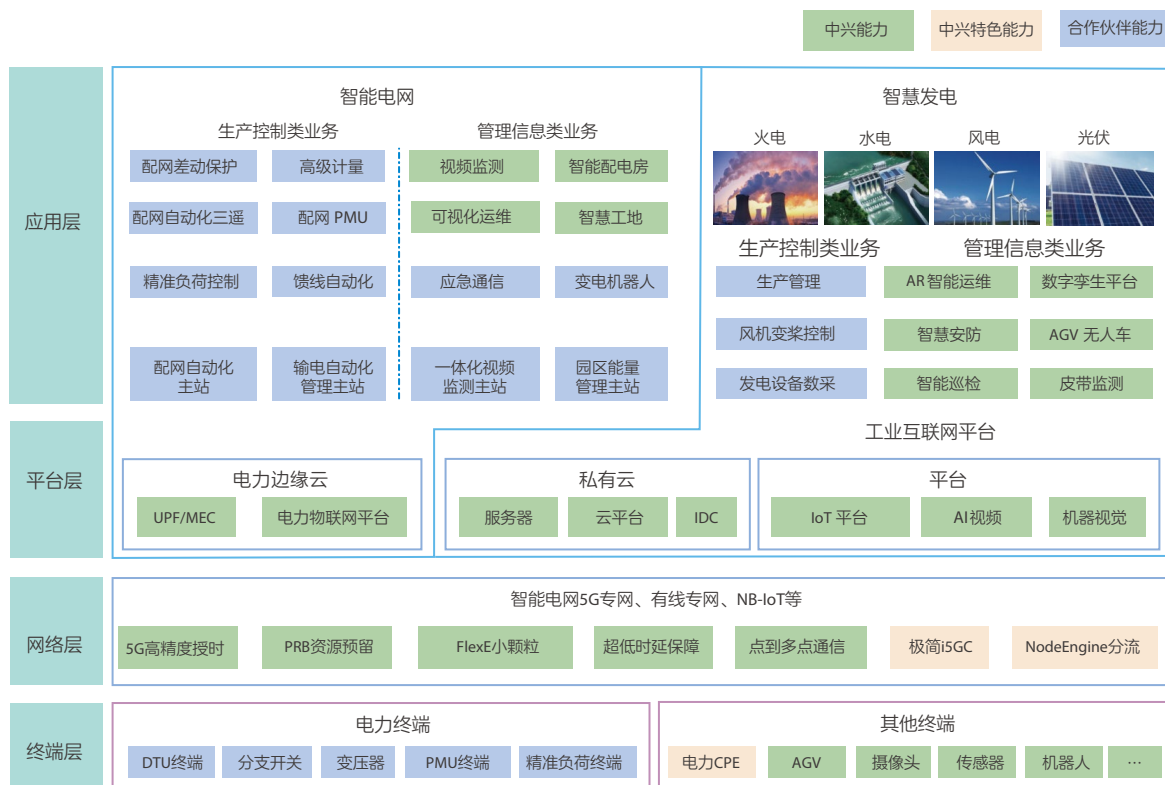 中兴能力
中兴特色能力
合作伙伴能力
应用层
智能电网
生产控制类业务
管理信息类业务
配网差动保护
高级计量
视频监测
智能配电房
配网自动化三遥
配网 PMU
可视化运维
智慧工地
精准负荷控制
馈线自动化
应急通信
变电机器人
配网自动化
主站
输电自动化
管理主站
一体化视频
监测主站
园区能量
管理主站
智慧发电
火电
水电
风电
光伏
生产控制类业务
管理信息类业务
生产管理
AR 智能运维
数字孪生平台
风机变桨控制
智慧安防
AGV 无人车
发电设备数采
智能巡检
皮带监测
平台层
工业互联网平台
电力边缘云
UPF/MEC
电力物联网平台
私有云
服务器
云平台
IDC
平台
IoT 平台
AI 视频
机器视觉
网络层
智能电网5G专网、有线专网、NB-IoT等
5G高精度授时
PRB资源预留
FlexE小颗粒
超低时延保障
点到多点通信
极简i5GC
NodeEngine分流
终端层
电力终端
DTU终端
分支开关
变压器
PMU终端
精准负荷终端
其他终端
电力CPE
AGV
摄像头
传感器
机器人
…